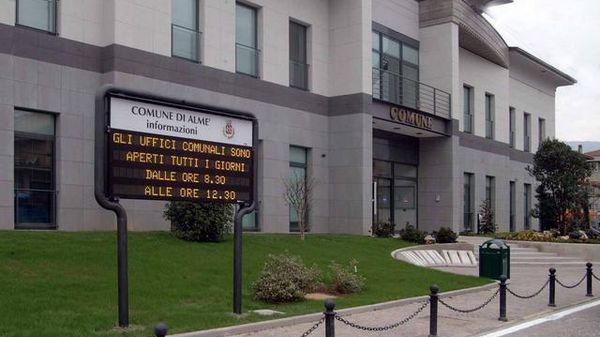 COMUNE DI ALME'
informazioni
GLI UFFICI COMUNALI SONO
APERTI TUTTI I GIORNI
DALLE ORE 8.30
ALLE ORE 12.30
COMUNE